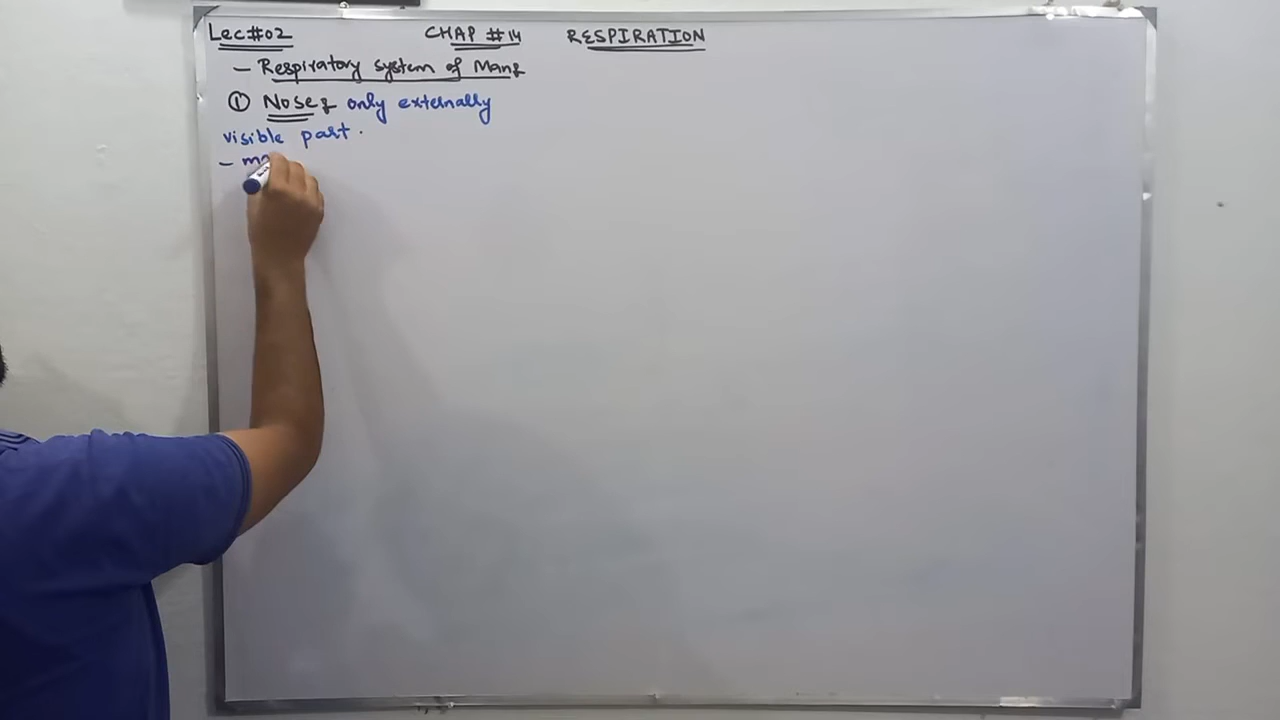 Lec#02 CHAP #14 RESPIRATION
- Respiratory system of Man:
① Nose: only externally
visible part.
-